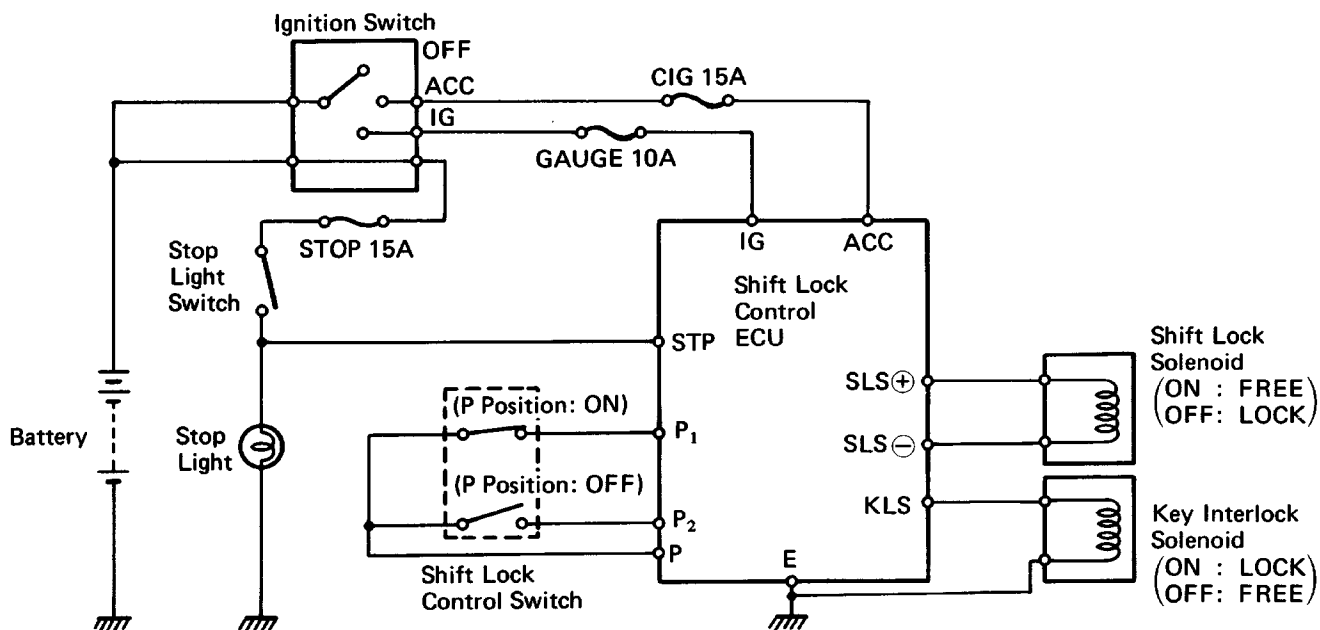 Ignition Switch
OFF
ACC
IG
CIG 15A
GAUGE 10A
STOP 15A
Stop
Light
Switch
IG
ACC
Shift Lock
Control
ECU
STP
Battery
Stop
Light
(P Position: ON)
(P Position: OFF)
P₁
P₂
P
Shift Lock
Control Switch
SLS⊕
SLS⊖
KLS
E
Shift Lock
Solenoid
(ON : FREE
OFF: LOCK)
Key Interlock
Solenoid
(ON : LOCK
OFF: FREE)